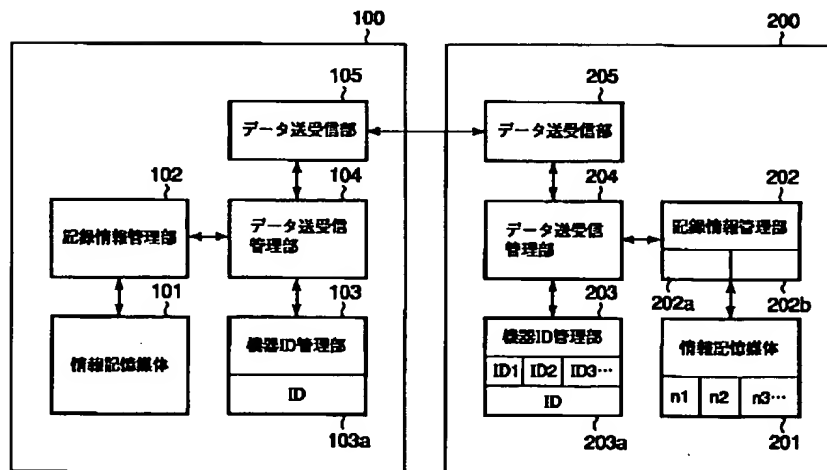 100
200
105
データ送受信部
205
データ送受信部
102
記録情報管理部
104
データ送受信
管理部
204
データ送受信
管理部
202
記録情報管理部
202a
202b
101
情報記憶媒体
103
機器ID管理部
ID
103a
203
機器ID管理部
ID1 ID2 ID3…
ID
203a
情報記憶媒体
n1 n2 n3…
201